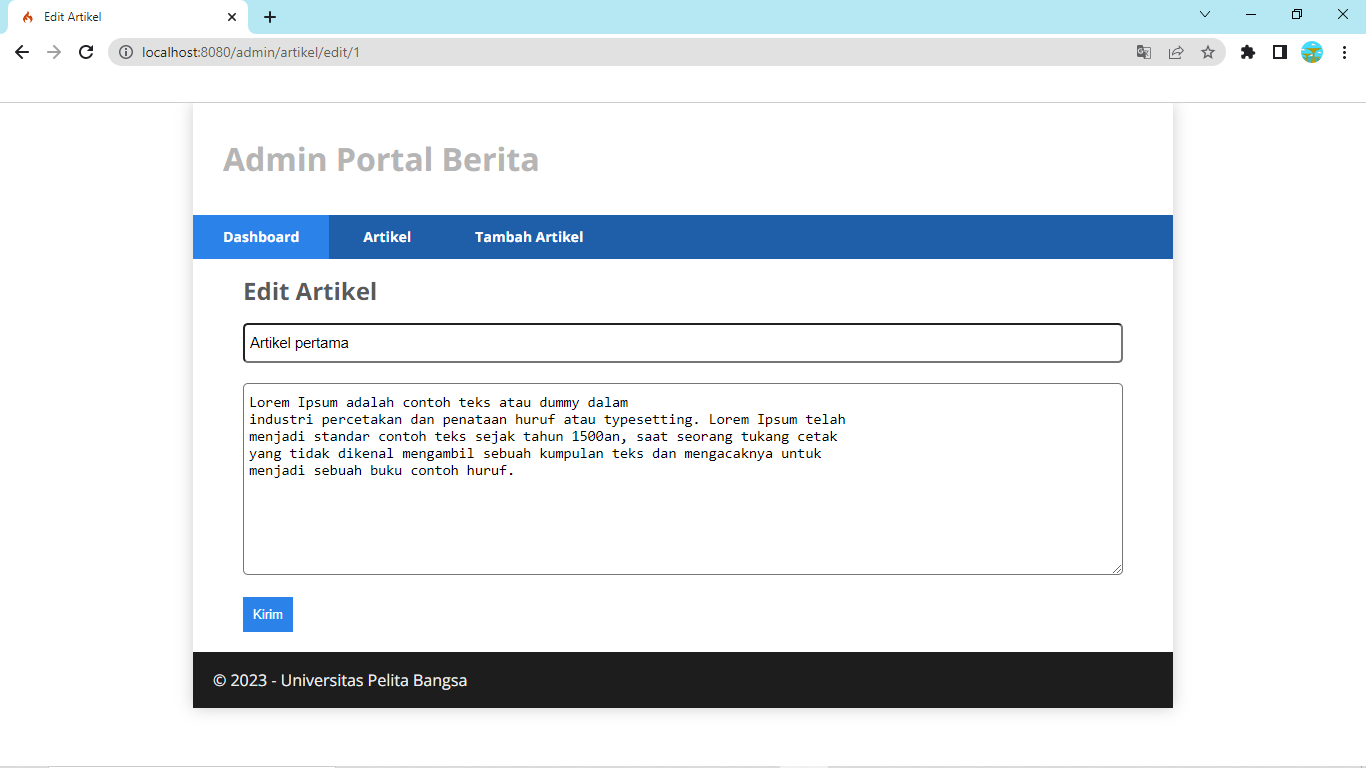 Edit Artikel
localhost:8080/admin/artikel/edit/1
Admin Portal Berita
Dashboard Artikel Tambah Artikel
Edit Artikel
Artikel pertama
Lorem Ipsum adalah contoh teks atau dummy dalam
industri percetakan dan penataan huruf atau typesetting. Lorem Ipsum telah
menjadi standar contoh teks sejak tahun 1500an, saat seorang tukang cetak
yang tidak dikenal mengambil sebuah kumpulan teks dan mengacaknya untuk
menjadi sebuah buku contoh huruf.
Kirim
© 2023 - Universitas Pelita Bangsa